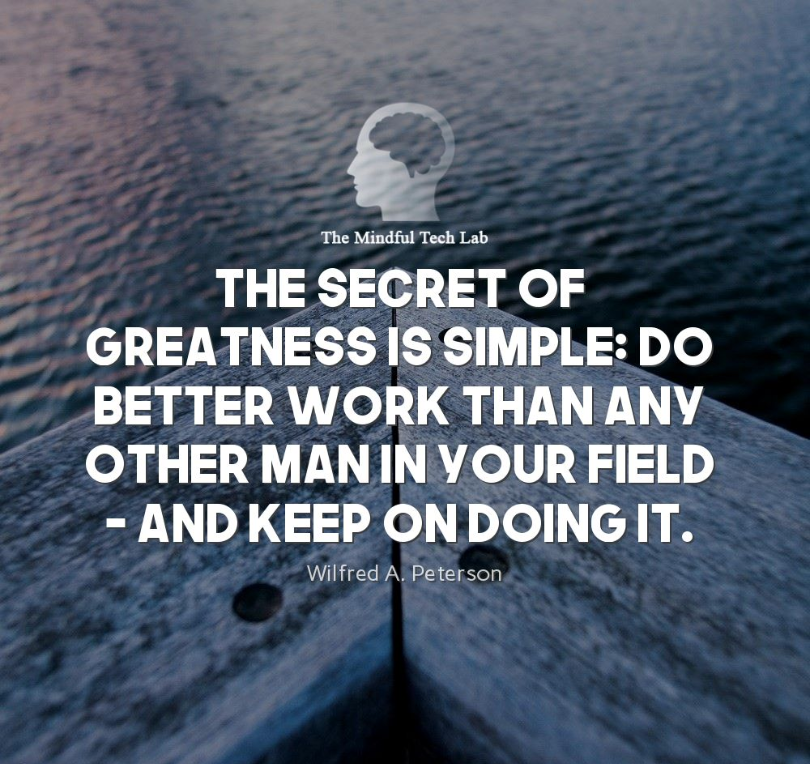 The Mindful Tech Lab
THE SECRET OF
GREATNESS IS SIMPLE: DO
BETTER WORK THAN ANY
OTHER MAN IN YOUR FIELD
- AND KEEP ON DOING IT.
Wilfred A. Peterson